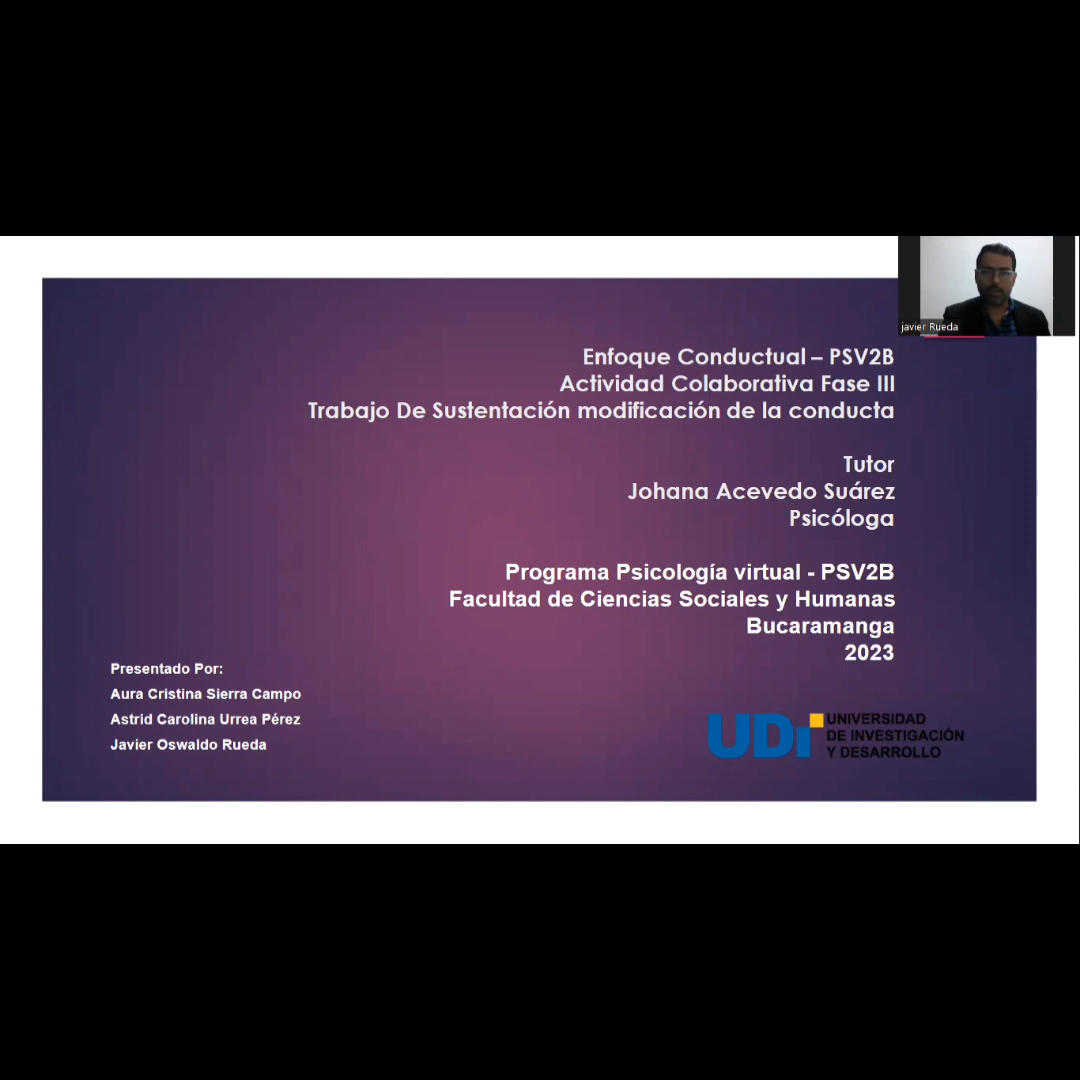 javier Rueda
Enfoque Conductual – PSV2B
Actividad Colaborativa Fase III
Trabajo De Sustentación modificación de la conducta
Tutor
Johana Acevedo Suárez
Psicóloga
Programa Psicología virtual - PSV2B
Facultad de Ciencias Sociales y Humanas
Bucaramanga
2023
Presentado Por:
Aura Cristina Sierra Campo
Astrid Carolina Urrea Pérez
Javier Oswaldo Rueda
UDi UNIVERSIDAD
DE INVESTIGACIÓN
Y DESARROLLO